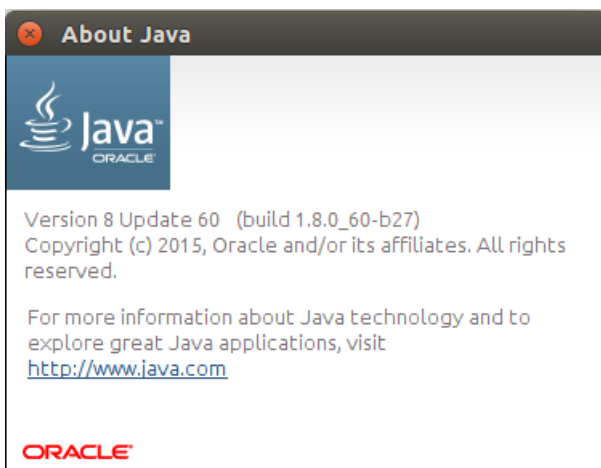 About Java
Java™
ORACLE
Version 8 Update 60 (build 1.8.0_60-b27)
Copyright (c) 2015, Oracle and/or its affiliates. All rights
reserved.
For more information about Java technology and to
explore great Java applications, visit
http://www.java.com
ORACLE